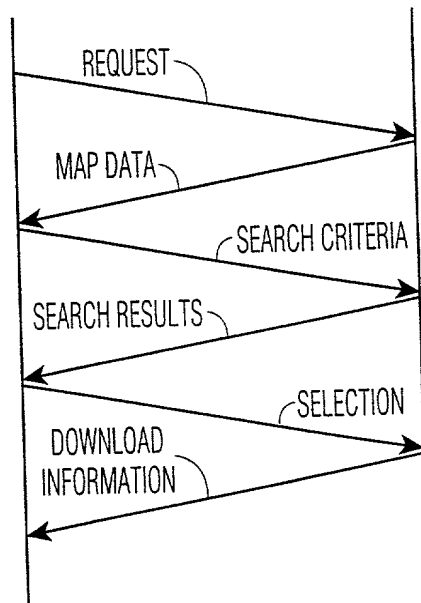 REQUEST
MAP DATA
SEARCH CRITERIA
SEARCH RESULTS
SELECTION
DOWNLOAD
INFORMATION